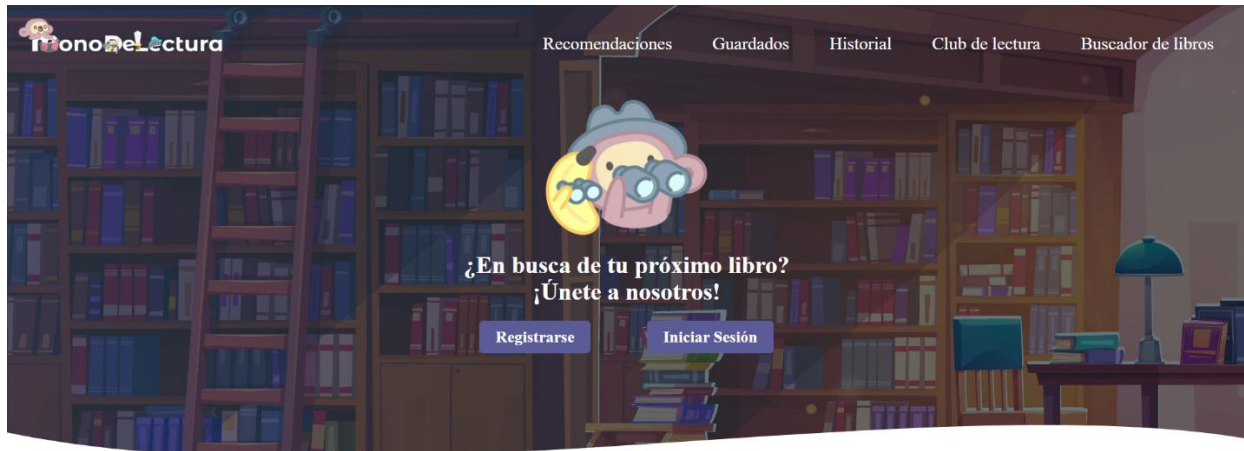 MonoDeLectura
Recomendaciones Guardados Historial Club de lectura Buscador de libros
¿En busca de tu próximo libro?
¡Únete a nosotros!
Registrarse Iniciar Sesión